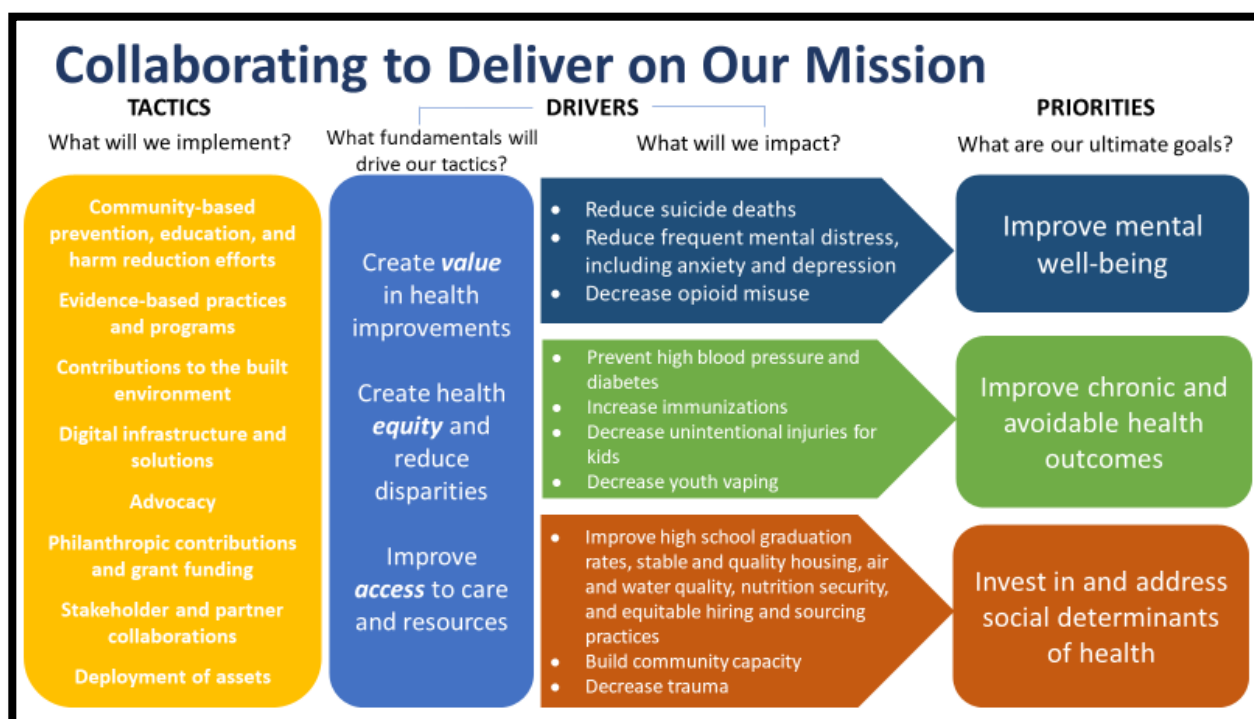 Collaborating to Deliver on Our Mission
TACTICS
What will we implement?
DRIVERS
What fundamentals will
drive our tactics?
What will we impact?
PRIORITIES
What are our ultimate goals?
Community-based
prevention, education, and
harm reduction efforts
Evidence-based practices
and programs
Contributions to the built
environment
Digital infrastructure and
solutions
Advocacy
Philanthropic contributions
and grant funding
Stakeholder and partner
collaborations
Deployment of assets
Create value
in health
improvements
Create health
equity and
reduce
disparities
Improve
access to care
and resources
• Reduce suicide deaths
• Reduce frequent mental distress,
including anxiety and depression
• Decrease opioid misuse
Improve mental
well-being
• Prevent high blood pressure and
diabetes
• Increase immunizations
• Decrease unintentional injuries for
kids
• Decrease youth vaping
Improve chronic and
avoidable health
outcomes
• Improve high school graduation
rates, stable and quality housing, air
and water quality, nutrition security,
and equitable hiring and sourcing
practices
• Build community capacity
• Decrease trauma
Invest in and address
social determinants
of health